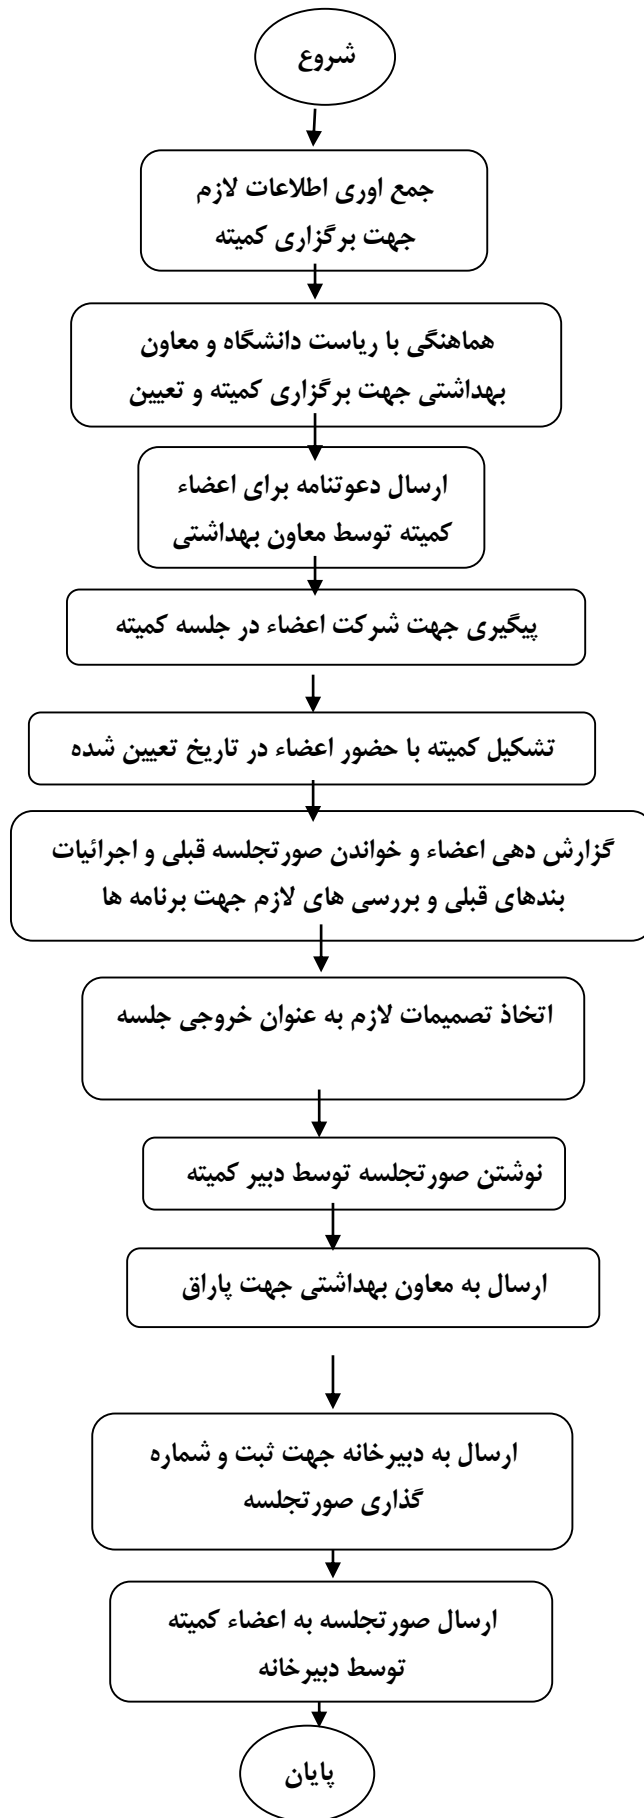 شروع
جمع اوری اطلاعات لازم
جهت برگزاری کمیته
هماهنگی با ریاست دانشگاه و معاون
بهداشتی جهت برگزاری کمیته و تعیین
ارسال دعوتنامه برای اعضاء
کمیته توسط معاون بهداشتی
پیگیری جهت شرکت اعضاء در جلسه کمیته
تشکیل کمیته با حضور اعضاء در تاریخ تعیین شده
گزارش دهی اعضاء و خواندن صورتجلسه قبلی و اجرائیات
بندهای قبلی و بررسی های لازم جهت برنامه ها
اتخاذ تصمیمات لازم به عنوان خروجی جلسه
نوشتن صورتجلسه توسط دبیر کمیته
ارسال به معاون بهداشتی جهت پاراق
ارسال به دبیرخانه جهت ثبت و شماره
گذاری صورتجلسه
ارسال صورتجلسه به اعضاء کمیته
توسط دبیرخانه
پایان